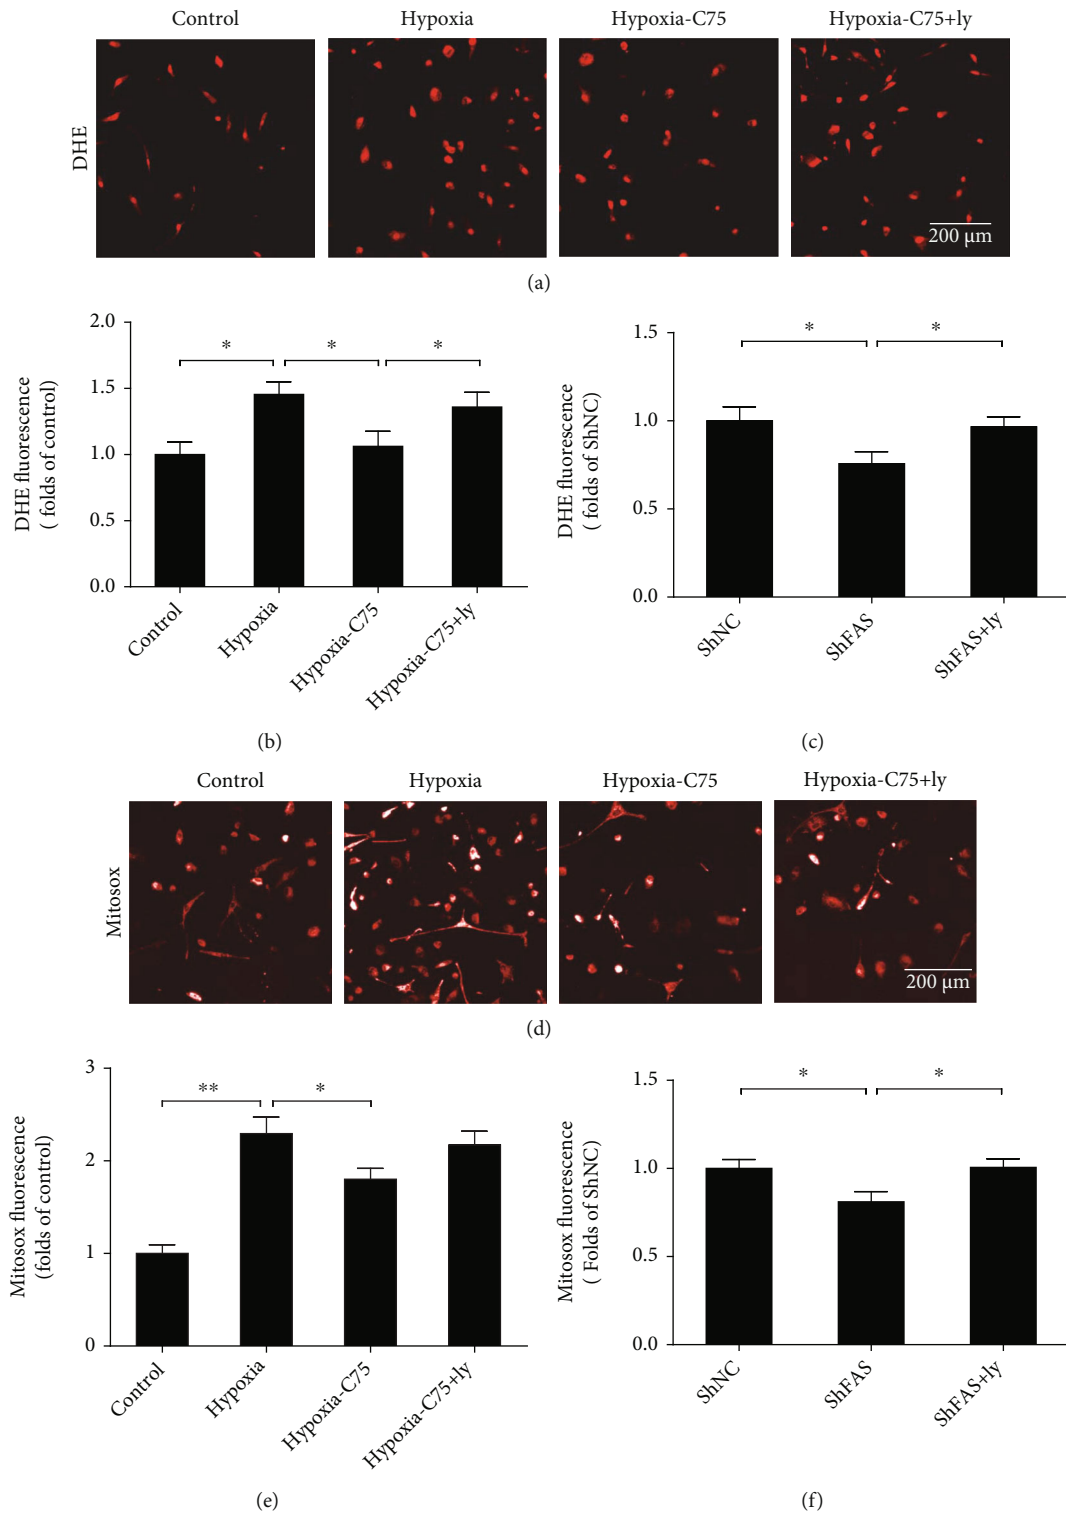 Control Hypoxia Hypoxia-C75 Hypoxia-C75+ly
DHE
200 μm
(a)
DHE fluorescence
( folds of control)
2.0
1.5
1.0
0.5
0.0
* * *
Control Hypoxia Hypoxia-C75 Hypoxia-C75+ly
(b)
DHE fluorescence
( folds of ShNC)
1.5
1.0
0.5
0.0
* *
ShNC ShFAS ShFAS+ly
(c)
Control Hypoxia Hypoxia-C75 Hypoxia-C75+ly
Mitosox
200 μm
(d)
Mitosox fluorescence
(folds of control)
3
2
1
0
** *
Control Hypoxia Hypoxia-C75 Hypoxia-C75+ly
(e)
Mitosox fluorescence
( Folds of ShNC)
1.5
1.0
0.5
0.0
* *
ShNC ShFAS ShFAS+ly
(f)